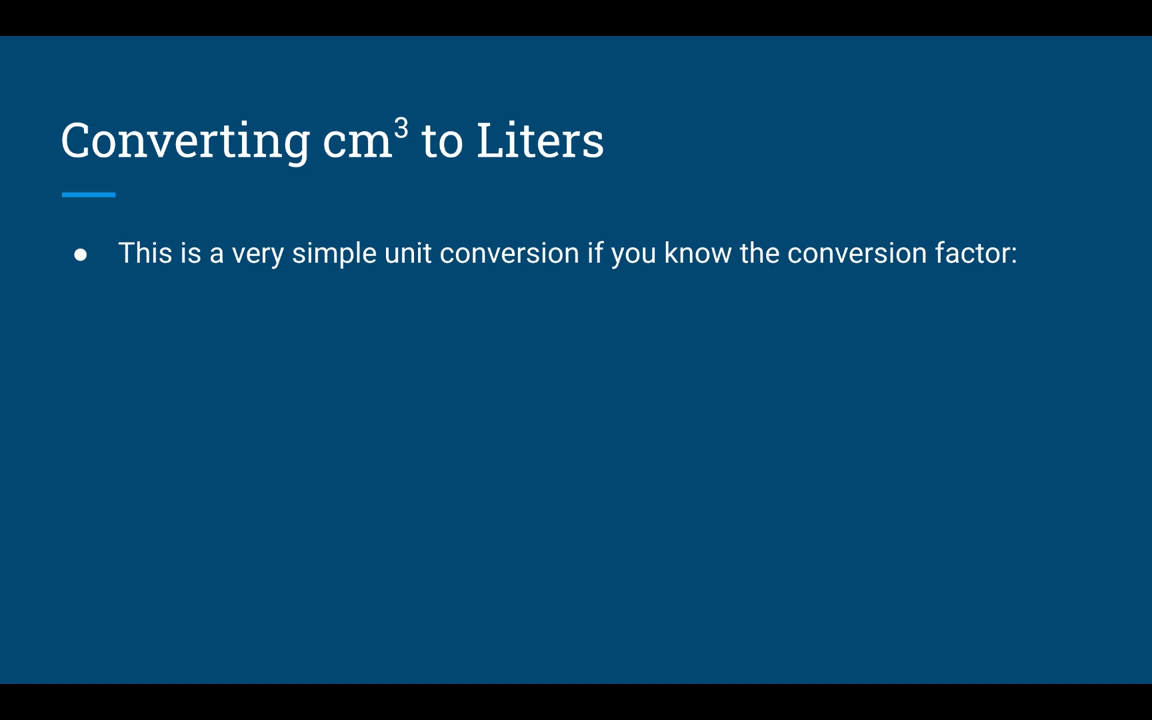 Converting cm³ to Liters
● This is a very simple unit conversion if you know the conversion factor: